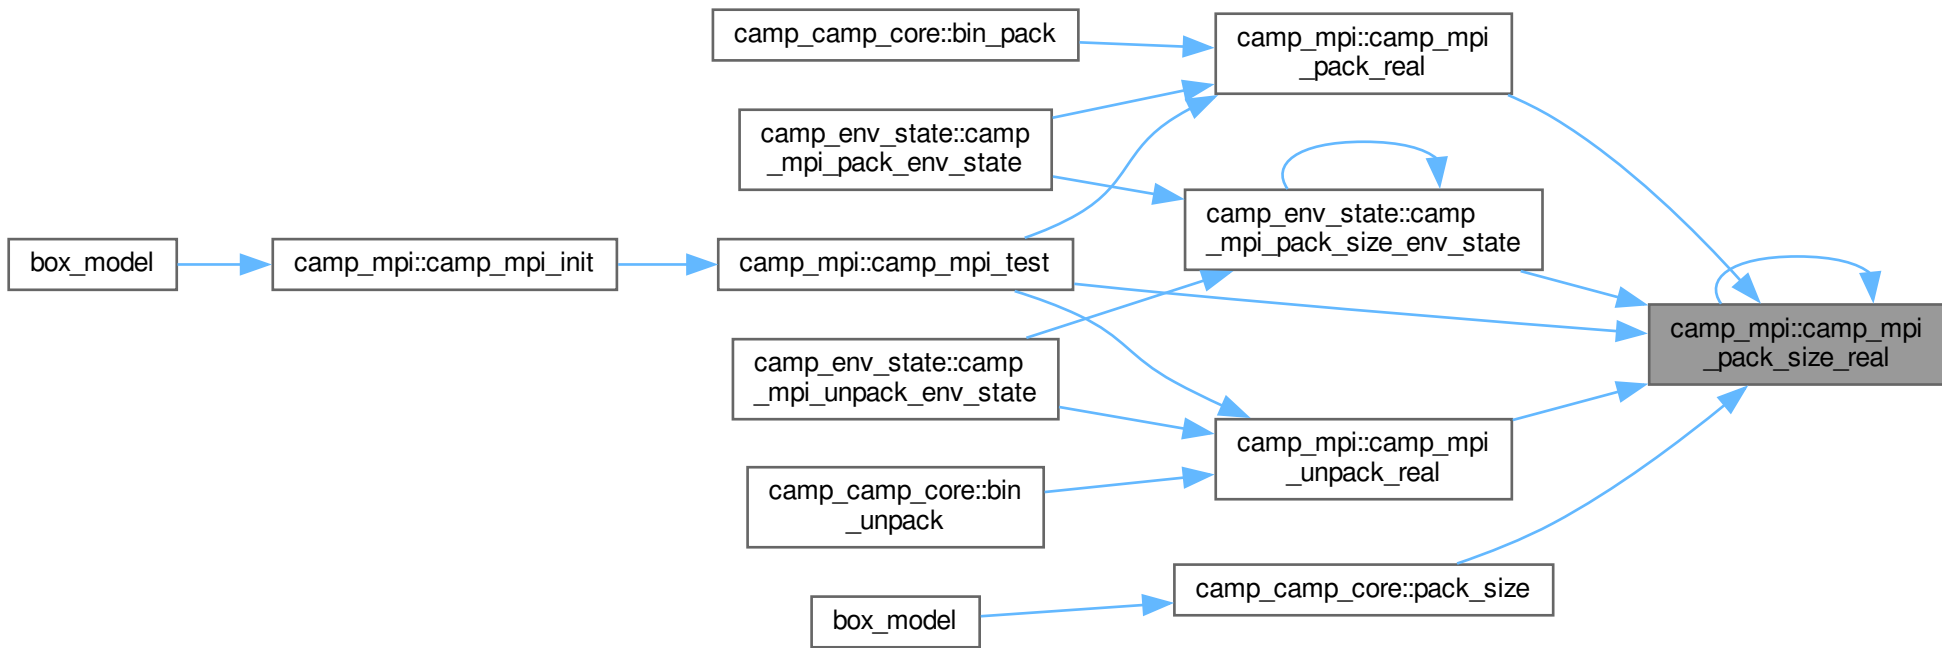 camp_camp_core::bin_pack
camp_mpi::camp_mpi
_pack_real
camp_env_state::camp
_mpi_pack_env_state
camp_env_state::camp
_mpi_pack_size_env_state
box_model
camp_mpi::camp_mpi_init
camp_mpi::camp_mpi_test
camp_mpi::camp_mpi
_pack_size_real
camp_env_state::camp
_mpi_unpack_env_state
camp_mpi::camp_mpi
_unpack_real
camp_camp_core::bin
_unpack
camp_camp_core::pack_size
box_model